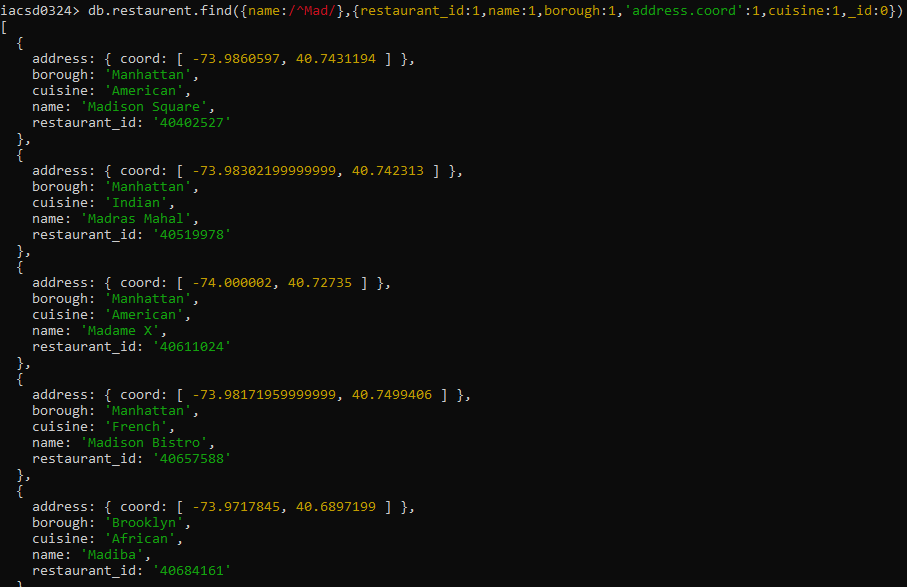 iacsd0324> db.restaurent.find({name:/^Mad/},{restaurant_id:1,name:1,borough:1,'address.coord':1,cuisine:1,_id:0})
[
  {
    address: { coord: [ -73.9860597, 40.7431194 ] },
    borough: 'Manhattan',
    cuisine: 'American',
    name: 'Madison Square',
    restaurant_id: '40402527'
  },
  {
    address: { coord: [ -73.98302199999999, 40.742313 ] },
    borough: 'Manhattan',
    cuisine: 'Indian',
    name: 'Madras Mahal',
    restaurant_id: '40519978'
  },
  {
    address: { coord: [ -74.000002, 40.72735 ] },
    borough: 'Manhattan',
    cuisine: 'American',
    name: 'Madame X',
    restaurant_id: '40611024'
  },
  {
    address: { coord: [ -73.98171959999999, 40.7499406 ] },
    borough: 'Manhattan',
    cuisine: 'French',
    name: 'Madison Bistro',
    restaurant_id: '40657588'
  },
  {
    address: { coord: [ -73.9717845, 40.6897199 ] },
    borough: 'Brooklyn',
    cuisine: 'African',
    name: 'Madiba',
    restaurant_id: '40684161'
  }